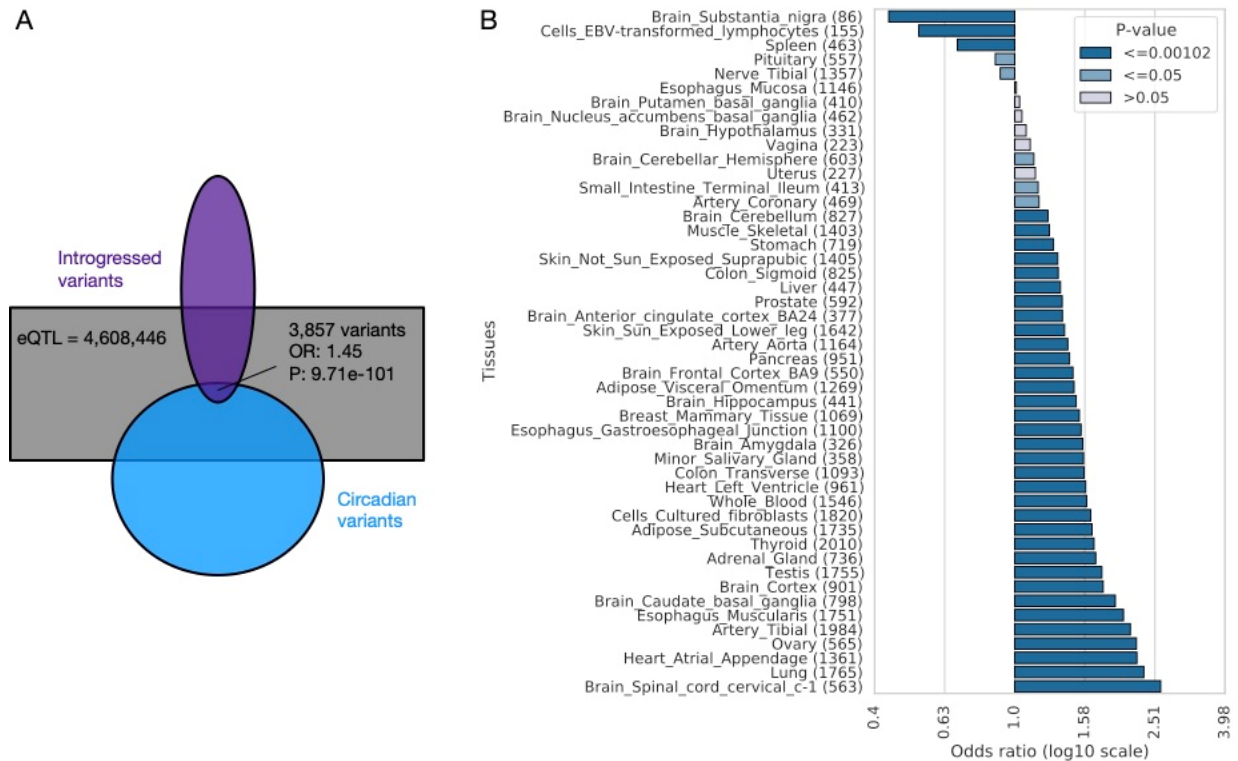 A
Introgressed
variants
eQTL = 4,608,446
3,857 variants
OR: 1.45
P: 9.71e-101
Circadian
variants
B
Tissues
Brain_Substantia_nigra (86)
Cells_EBV-transformed_lymphocytes (155)
Spleen (463)
Pituitary (557)
Nerve_Tibial (1357)
Esophagus_Mucosa (1146)
Brain_Putamen_basal_ganglia (410)
Brain_Nucleus_accumbens_basal_ganglia (462)
Brain_Hypothalamus (331)
Vagina (223)
Brain_Cerebellar_Hemisphere (603)
Uterus (227)
Small_Intestine_Terminal_Ileum (413)
Artery_Coronary (469)
Brain_Cerebellum (827)
Muscle_Skeletal (1403)
Stomach (719)
Skin_Not_Sun_Exposed_Suprapubic (1405)
Colon_Sigmoid (825)
Liver (447)
Prostate (592)
Brain_Anterior_cingulate_cortex_BA24 (377)
Skin_Sun_Exposed_Lower_leg (1642)
Artery_Aorta (1164)
Pancreas (951)
Brain_Frontal_Cortex_BA9 (550)
Adipose_Visceral_Omentum (1269)
Brain_Hippocampus (441)
Breast_Mammary_Tissue (1069)
Esophagus_Gastroesophageal_Junction (1100)
Brain_Amygdala (326)
Minor_Salivary_Gland (358)
Colon_Transverse (1093)
Heart_Left_Ventricle (961)
Whole_Blood (1546)
Cells_Cultured_fibroblasts (1820)
Adipose_Subcutaneous (1735)
Thyroid (2010)
Adrenal_Gland (736)
Testis (1755)
Brain_Cortex (901)
Brain_Caudate_basal_ganglia (798)
Esophagus_Muscularis (1751)
Artery_Tibial (1984)
Ovary (565)
Heart_Atrial_Appendage (1361)
Lung (1765)
Brain_Spinal_cord_cervical_c-1 (563)
P-value
<=0.00102
<=0.05
>0.05
0.4
0.63
1.0
1.58
2.51
3.98
Odds ratio (log10 scale)